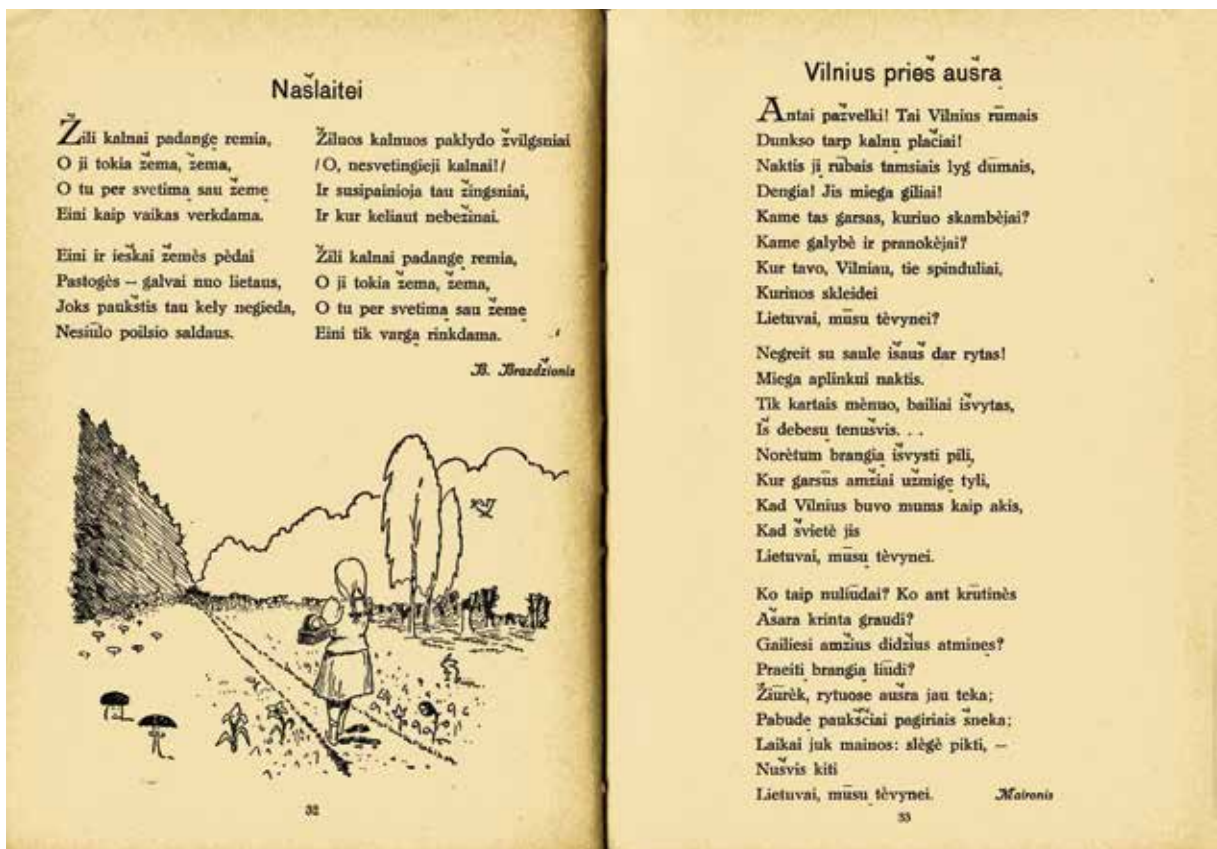 Našlaitei
Žili kalnai padangę remia,
O ji tokia žema, žema,
O tu per svetimą sau žemę
Eini kaip vaikas verkdama.
Eini ir ieškai žemės pėdai
Pastogės – galvai nuo lietaus,
Joks paukštis tau kely negieda,
Nesiūlo poilsio saldaus.
Žiluos kalnuos paklydo žvilgsniai
/O, nesvetingieji kalnai!/
Ir susipainioja tau žingsniai,
Ir kur keliaut nebežinai.
Žili kalnai padangę remia,
O ji tokia žema, žema,
O tu per svetimą sau žemę
Eini tik vargą rinkdama.
B. Brazdžionis
32
Vilnius prieš aušrą
Antai pažvelki! Tai Vilnius rūmais
Dunkso tarp kalnų plačiai!
Naktis jį rūbais tamsiais lyg dūmais,
Dengia! Jis miega giliai!
Kame tas garsas, kuriuo skambėjai?
Kame galybė ir pranokėjai?
Kur tavo, Vilniau, tie spinduliai,
Kuriuos skleidei
Lietuvai, mūsų tėvynei?
Negreit su saule išauš dar rytas!
Miega aplinkui naktis.
Tik kartais mėnuo, bailiai išvytas,
Iš debesų tenušvis. . .
Norėtum brangią išvysti pilį,
Kur garsūs amžiai užmigę tyli,
Kad Vilnius buvo mums kaip akis,
Kad švietė jis
Lietuvai, mūsų tėvynei.
Ko taip nuliūdai? Ko ant krūtinės
Ašara krinta graudi?
Gailiesi amžius didžius atminęs?
Praeitį brangią liūdi?
Žiūrėk, rytuose aušra jau teka;
Pabudę paukščiai pagiriais šneka;
Laikai juk mainos: slėgė pikti, –
Nušvis kiti
Lietuvai, mūsų tėvynei.
Maironis
33